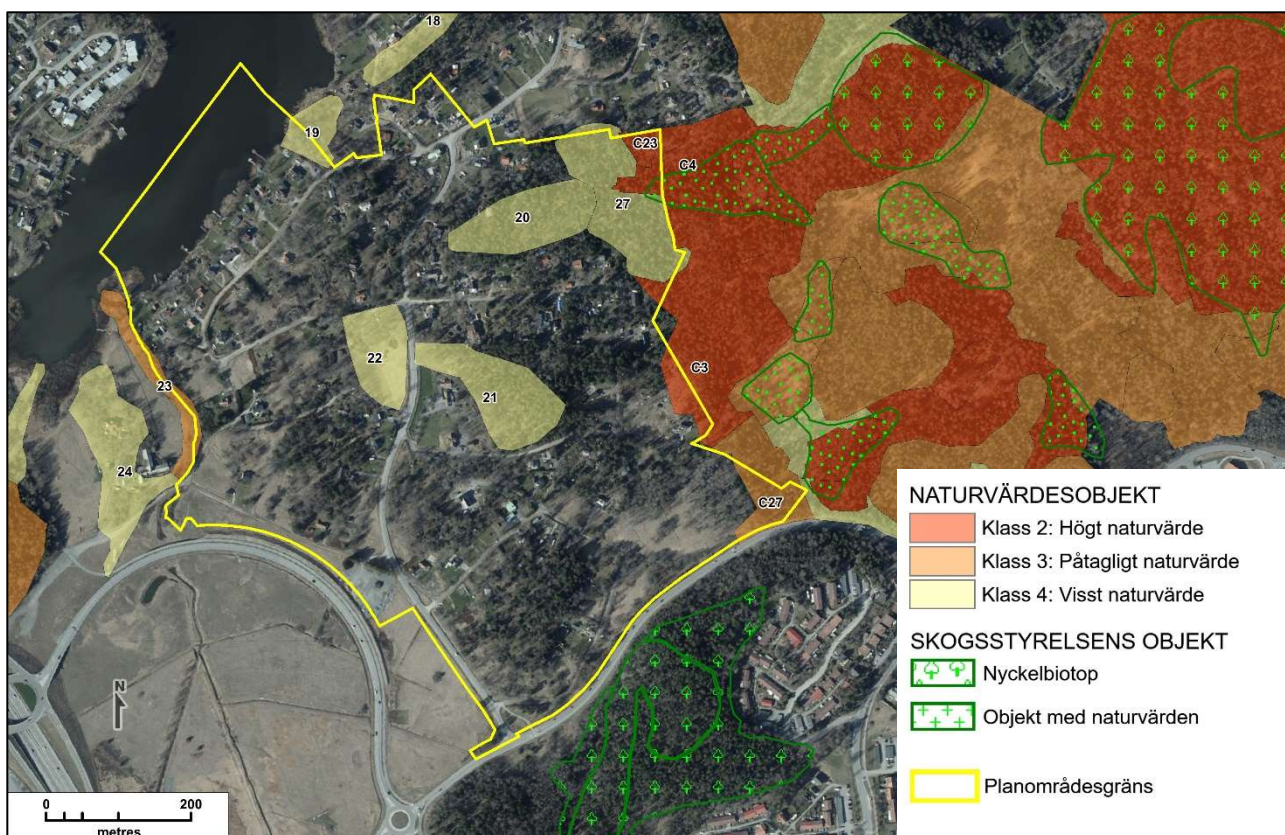 18
19
C23
C4
20
27
22
C3
23
21
24
C27
N
0 200
metres
NATURVÄRDESOBJEKT
Klass 2: Högt naturvärde
Klass 3: Påtagligt naturvärde
Klass 4: Visst naturvärde
SKOGSSTYRELSENS OBJEKT
Nyckelbiotop
Objekt med naturvärden
Planområdesgräns